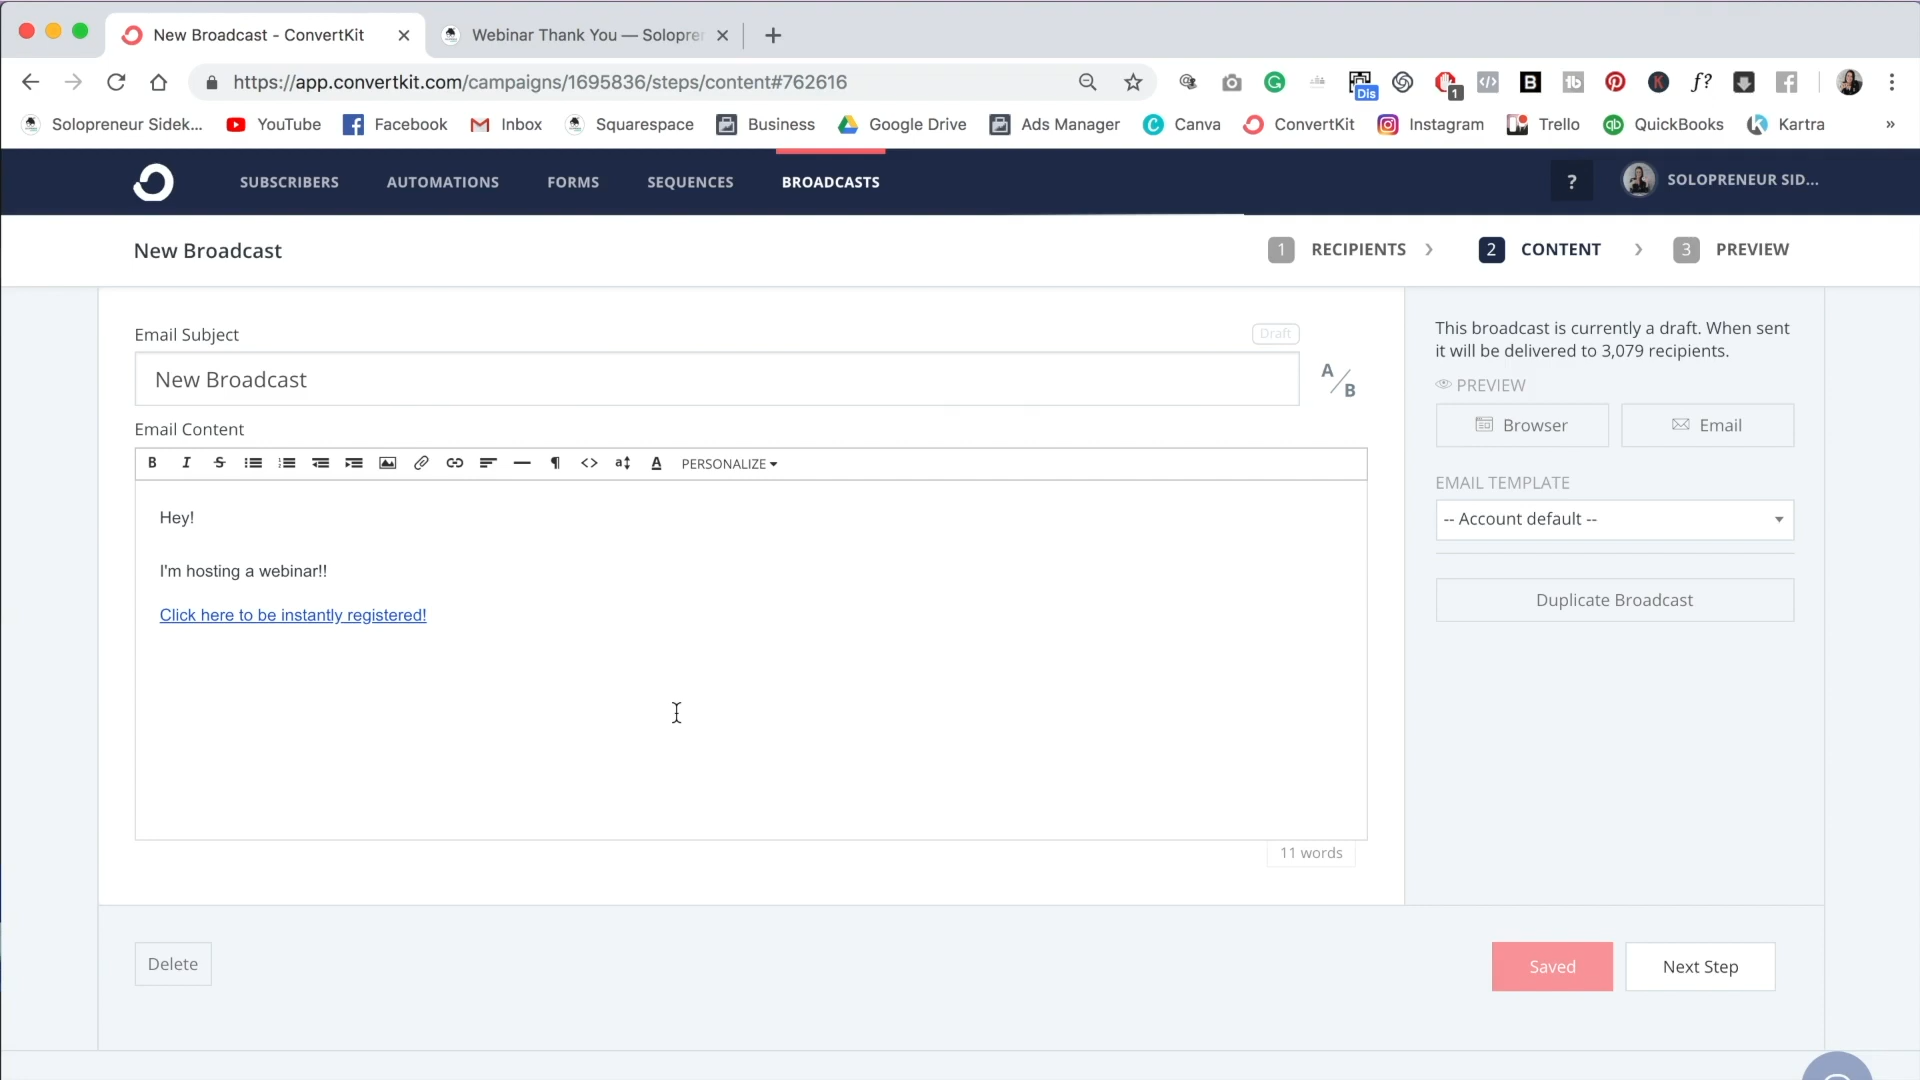 New Broadcast - ConvertKit
Webinar Thank You — Soloprer
https://app.convertkit.com/campaigns/1695836/steps/content#762616
Dis
1
</>
B
tb
K
f?
Solopreneur Sidek... YouTube Facebook Inbox Squarespace Business Google Drive Ads Manager Canva ConvertKit Instagram Trello QuickBooks Kartra »
SUBSCRIBERS AUTOMATIONS FORMS SEQUENCES BROADCASTS ? SOLOPRENEUR SID...
New Broadcast
1 RECIPIENTS > 2 CONTENT > 3 PREVIEW
Email Subject
Draft
New Broadcast
A/B
Email Content
B I S ¶ <> a A PERSONALIZE
Hey!
I'm hosting a webinar!!
Click here to be instantly registered!
11 words
This broadcast is currently a draft. When sent
it will be delivered to 3,079 recipients.
PREVIEW
Browser Email
EMAIL TEMPLATE
-- Account default --
Duplicate Broadcast
Delete
Saved Next Step